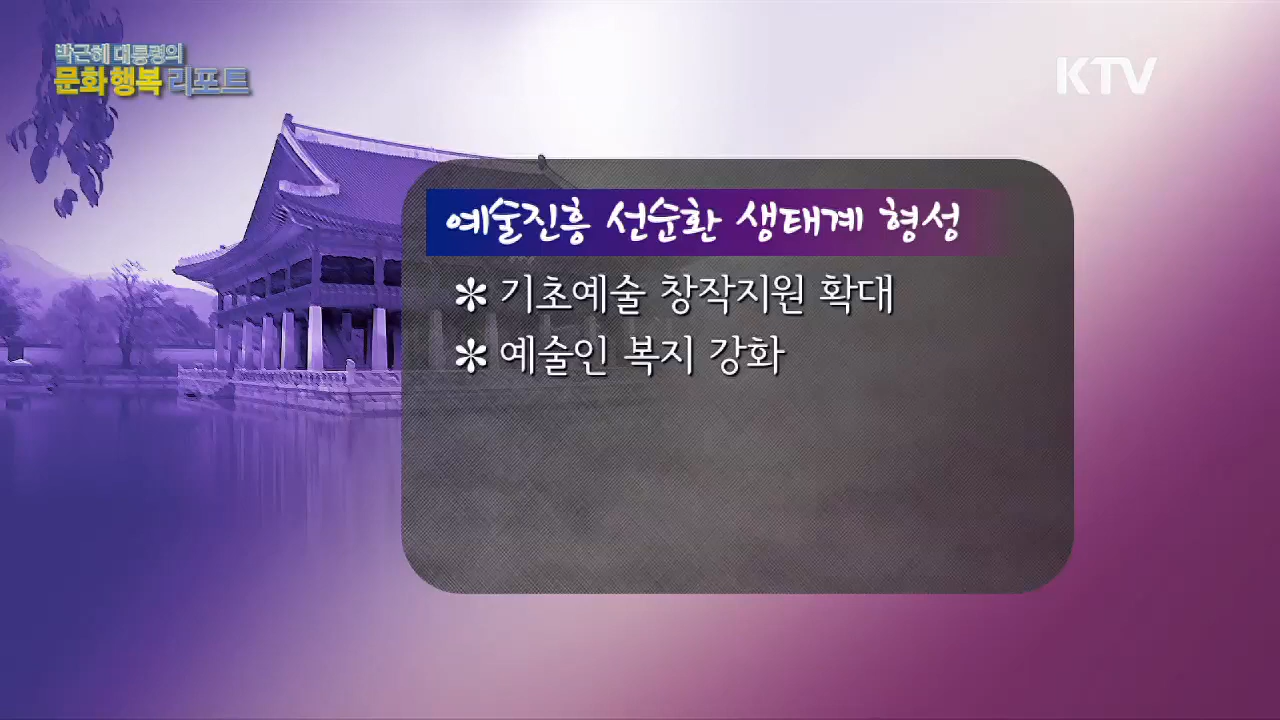 박근혜 대통령의
문화행복 리포트
KTV
예술진흥 선순환 생태계 형성
✻ 기초예술 창작지원 확대
✻ 예술인 복지 강화